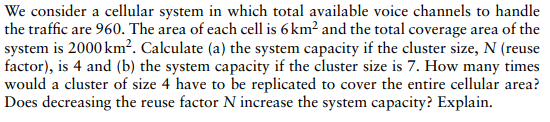 We consider a cellular system in which total available voice channels to handle
the traffic are 960. The area of each cell is 6 km² and the total coverage area of the
system is 2000 km². Calculate (a) the system capacity if the cluster size, N (reuse
factor), is 4 and (b) the system capacity if the cluster size is 7. How many times
would a cluster of size 4 have to be replicated to cover the entire cellular area?
Does decreasing the reuse factor N increase the system capacity? Explain.